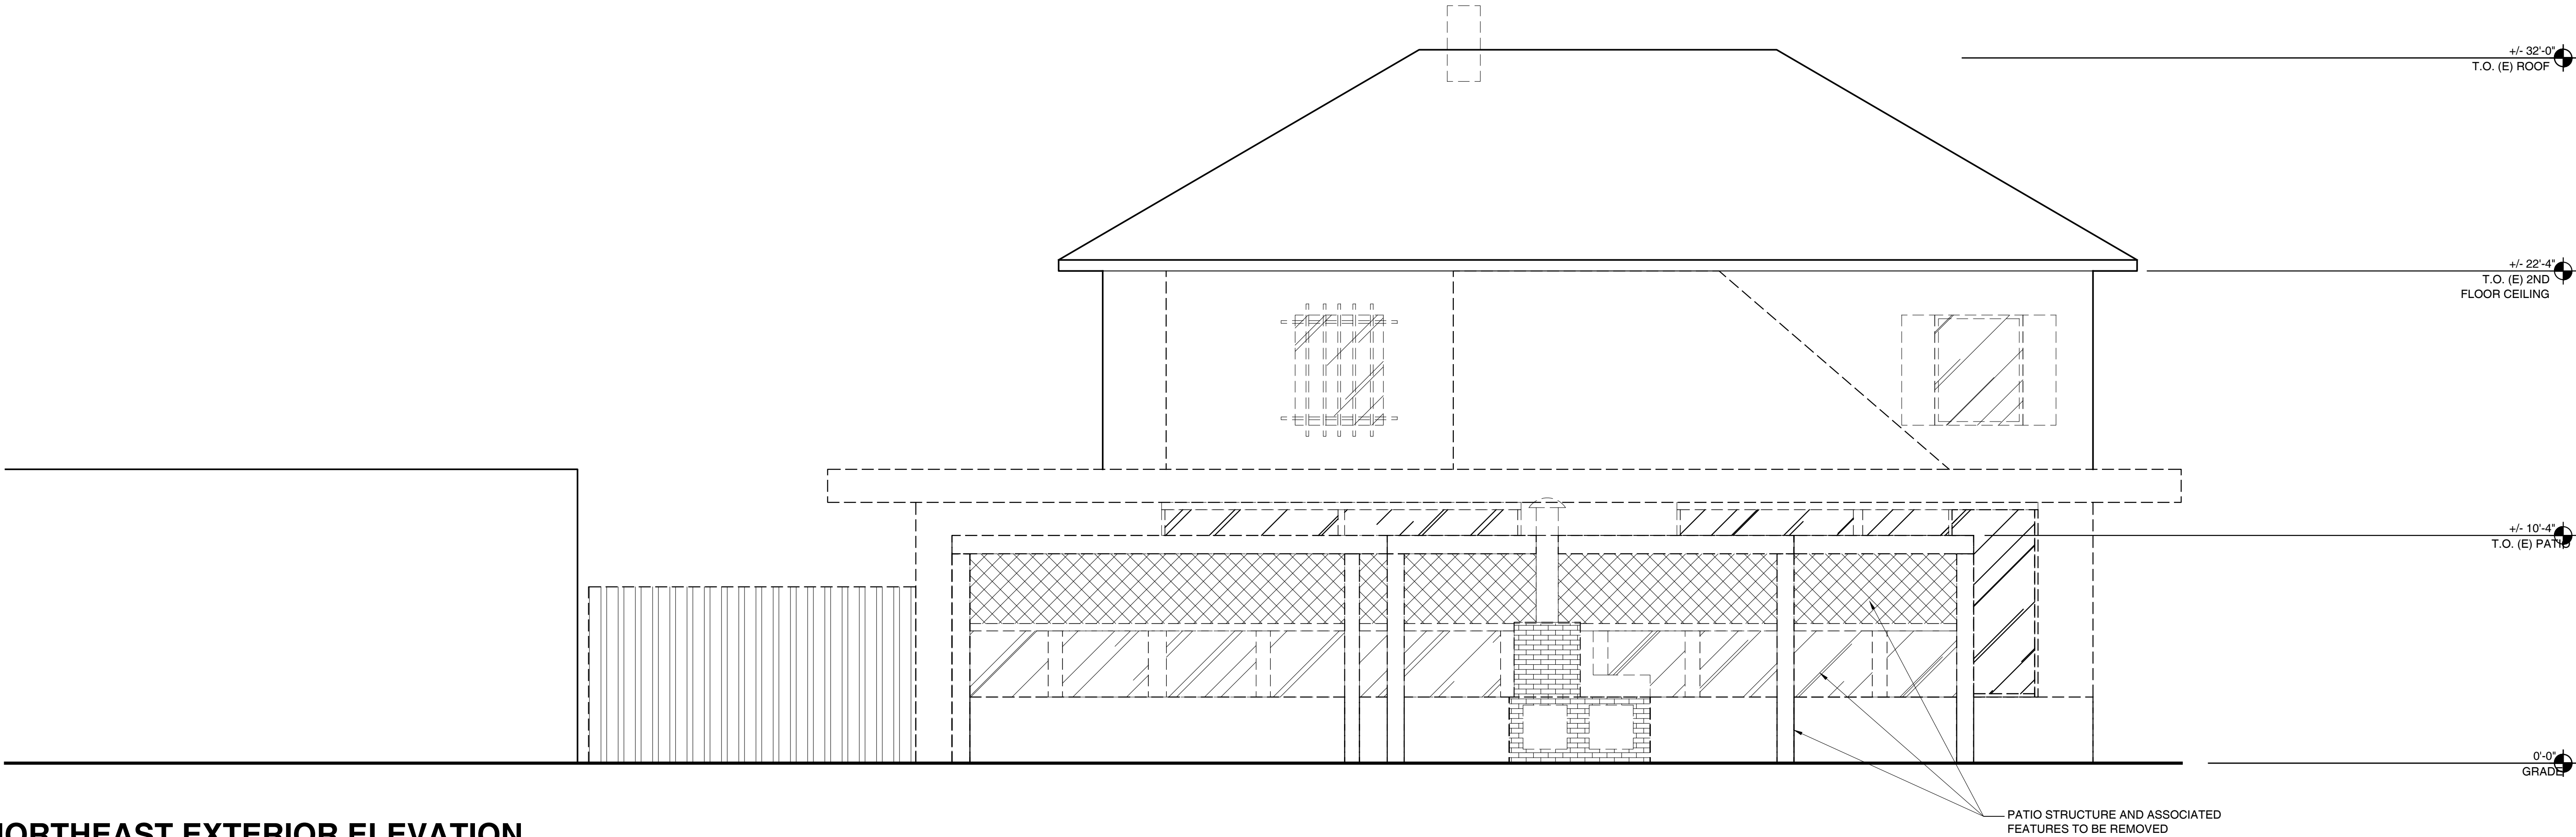 +/- 32'-0"
T.O. (E) ROOF
+/- 22'-4"
T.O. (E) 2ND
FLOOR CEILING
+/- 10'-4"
T.O. (E) PATIO
0'-0"
GRADE
PATIO STRUCTURE AND ASSOCIATED
FEATURES TO BE REMOVED
EXTERIOR ELEVATION